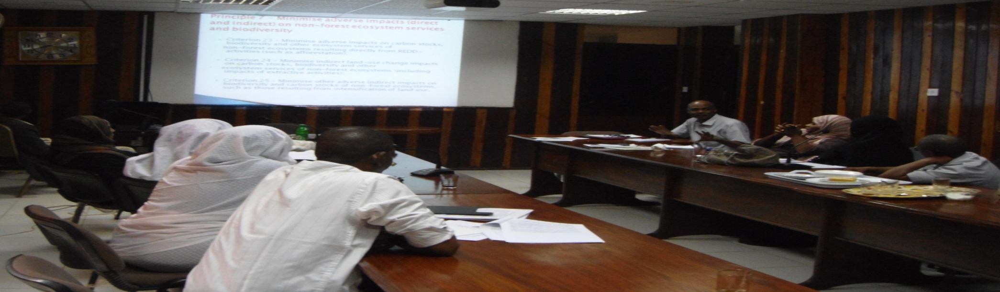 Principle 7 – Minimise adverse impacts (direct
and indirect) on non-forest ecosystem services
and biodiversity
Criterion 23 – Minimise adverse impacts on carbon stocks,
biodiversity and other ecosystem services of
non-forest ecosystems resulting directly from REDD+
activities (such as afforestation);
Criterion 24 – Minimise indirect land-use change impacts
on carbon stocks, biodiversity and other
ecosystem services of non-forest ecosystems (including
impacts of extractive activities);
Criterion 25 – Minimise other adverse indirect impacts on
biodiversity and carbon stocks of non-forest ecosystems,
such as those resulting from intensification of land use.